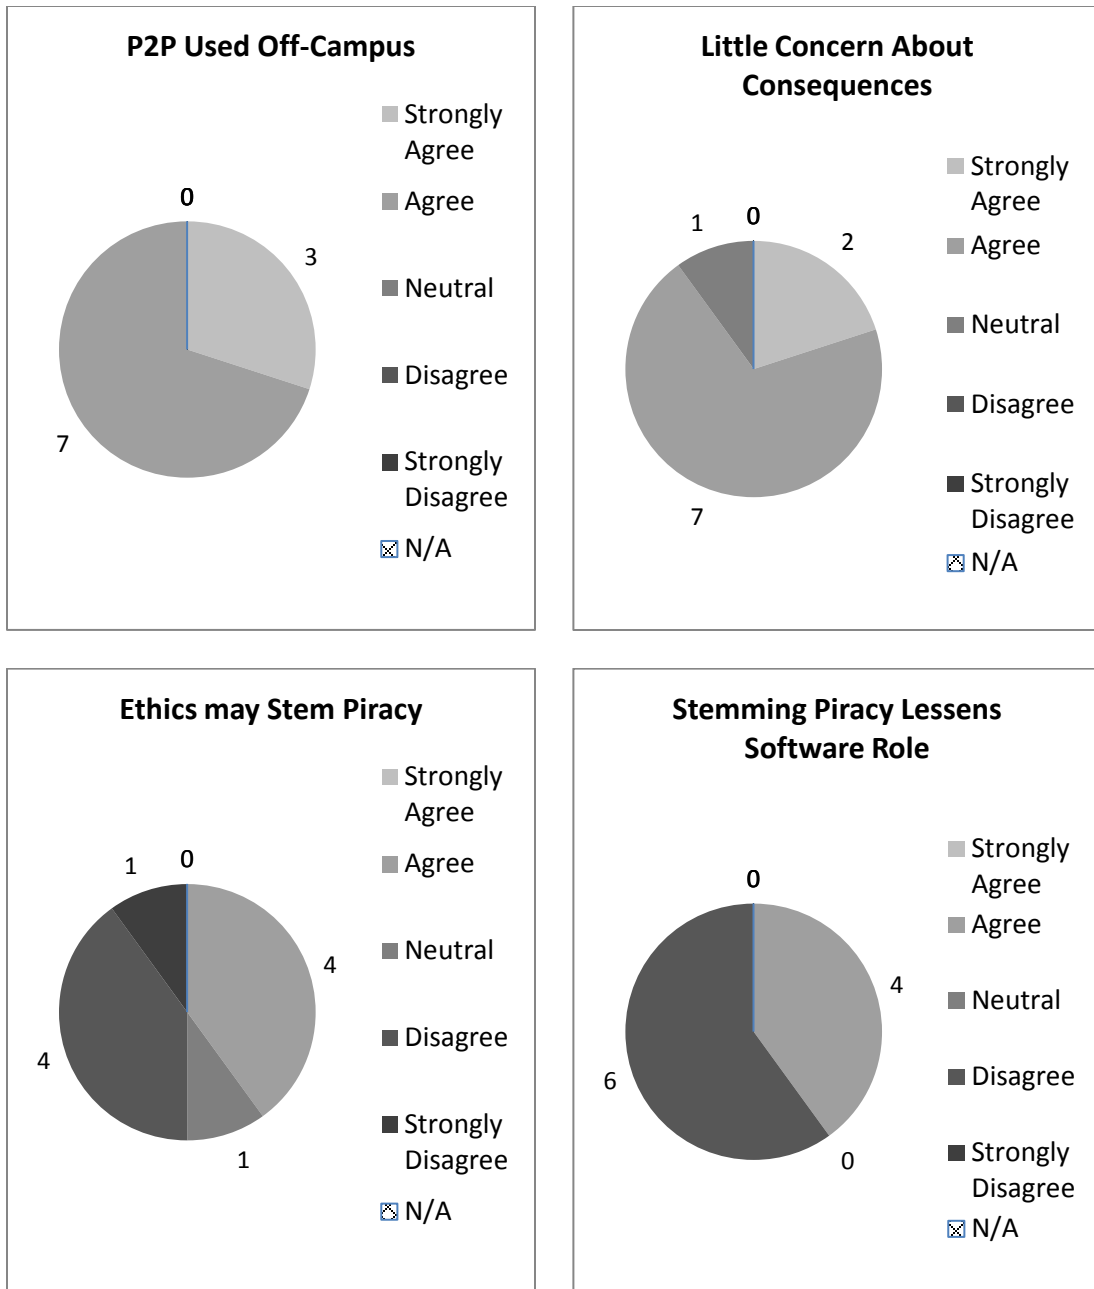 P2P Used Off-Campus
Strongly
Agree
Agree
Neutral
Disagree
Strongly
Disagree
N/A
0
3
7
Little Concern About
Consequences
Strongly
Agree
Agree
Neutral
Disagree
Strongly
Disagree
N/A
1
0
2
7
Ethics may Stem Piracy
Strongly
Agree
Agree
Neutral
Disagree
Strongly
Disagree
N/A
1
0
4
4
1
Stemming Piracy Lessens
Software Role
Strongly
Agree
Agree
Neutral
Disagree
Strongly
Disagree
N/A
0
4
6
0